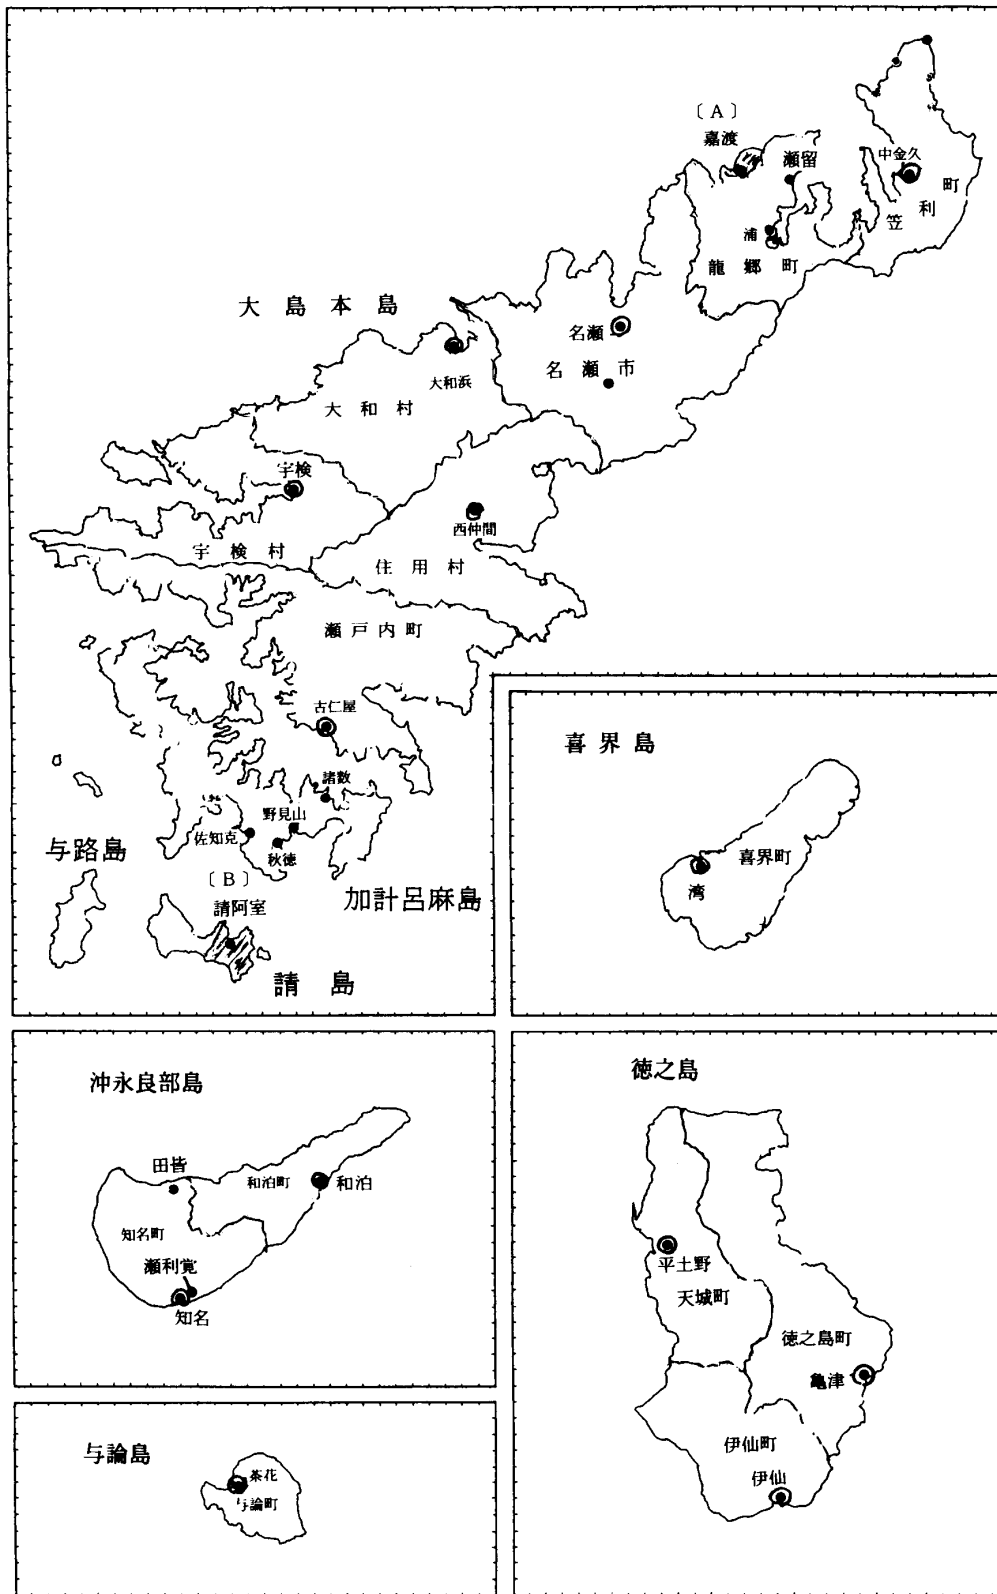 〔A〕
嘉渡
瀬留
中金久
笠利町
浦
龍郷町
大島本島
名瀬
名瀬市
大和浜
大和村
宇検
西仲間
宇検村
住用村
瀬戸内町
古仁屋
諸数
野見山
佐知克
秋徳
与路島
〔B〕
請阿室
加計呂麻島
請島
喜界島
喜界町
湾
沖永良部島
田皆
和泊町
和泊
知名町
瀬利覚
知名
徳之島
平土野
天城町
徳之島町
亀津
伊仙町
伊仙
与論島
茶花
与論町